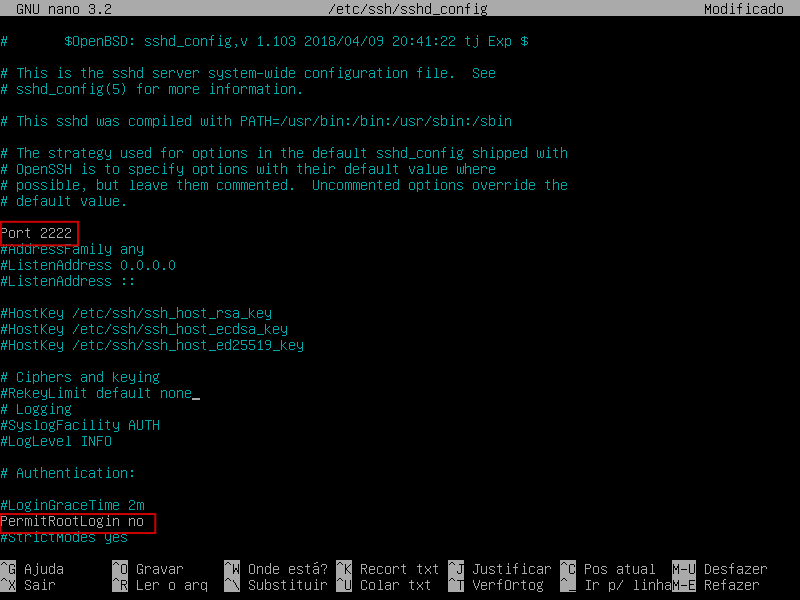 GNU nano 3.2 /etc/ssh/sshd_config Modificado
# $OpenBSD: sshd_config,v 1.103 2018/04/09 20:41:22 tj Exp $
# This is the sshd server system-wide configuration file. See
# sshd_config(5) for more information.
# This sshd was compiled with PATH=/usr/bin:/bin:/usr/sbin:/sbin
# The strategy used for options in the default sshd_config shipped with
# OpenSSH is to specify options with their default value where
# possible, but leave them commented. Uncommented options override the
# default value.
Port 2222
#AddressFamily any
#ListenAddress 0.0.0.0
#ListenAddress ::
#HostKey /etc/ssh/ssh_host_rsa_key
#HostKey /etc/ssh/ssh_host_ecdsa_key
#HostKey /etc/ssh/ssh_host_ed25519_key
# Ciphers and keying
#RekeyLimit default none
# Logging
#SyslogFacility AUTH
#LogLevel INFO
# Authentication:
#LoginGraceTime 2m
PermitRootLogin no
#StrictModes yes
^G Ajuda ^O Gravar ^W Onde está? ^K Recort txt ^J Justificar ^C Pos atual M-U Desfazer
^X Sair ^R Ler o arq ^\ Substituir ^U Colar txt ^T VerfOrtog ^_ Ir p/ linha M-E Refazer